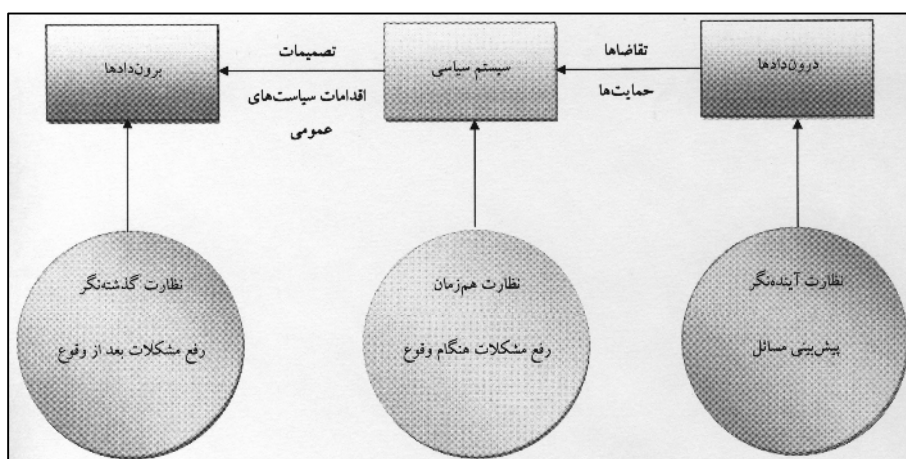 درون‌دادها
تقاضاها
حمایت‌ها
سیستم سیاسی
تصمیمات
اقدامات سیاست‌های
عمومی
برون‌دادها
نظارت آینده‌نگر
پیش‌بینی مسائل
نظارت هم‌زمان
رفع مشکلات هنگام وقوع
نظارت گذشته‌نگر
رفع مشکلات بعد از وقوع